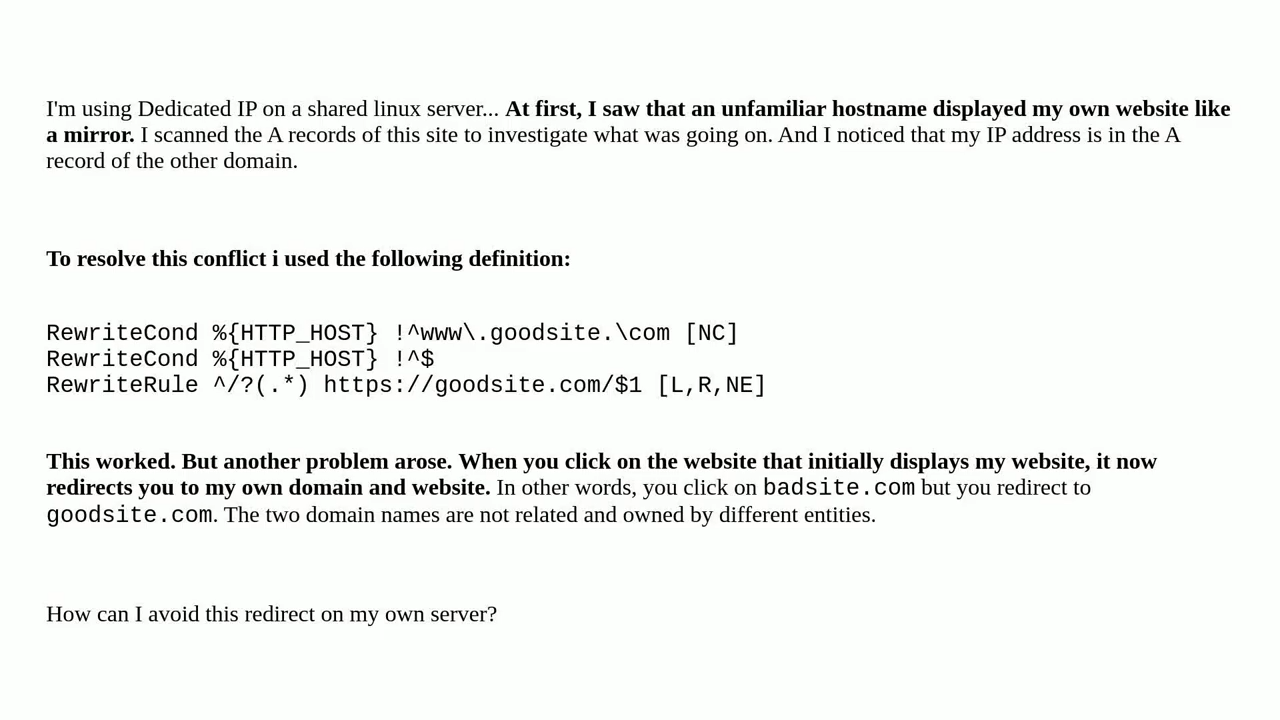 I'm using Dedicated IP on a shared linux server... At first, I saw that an unfamiliar hostname displayed my own website like
a mirror. I scanned the A records of this site to investigate what was going on. And I noticed that my IP address is in the A
record of the other domain.
To resolve this conflict i used the following definition:
RewriteCond %{HTTP_HOST} !^www\.goodsite.\com [NC]
RewriteCond %{HTTP_HOST} !^$
RewriteRule ^/?(.*) https://goodsite.com/$1 [L,R,NE]
This worked. But another problem arose. When you click on the website that initially displays my website, it now
redirects you to my own domain and website. In other words, you click on badsite.com but you redirect to
goodsite.com. The two domain names are not related and owned by different entities.
How can I avoid this redirect on my own server?